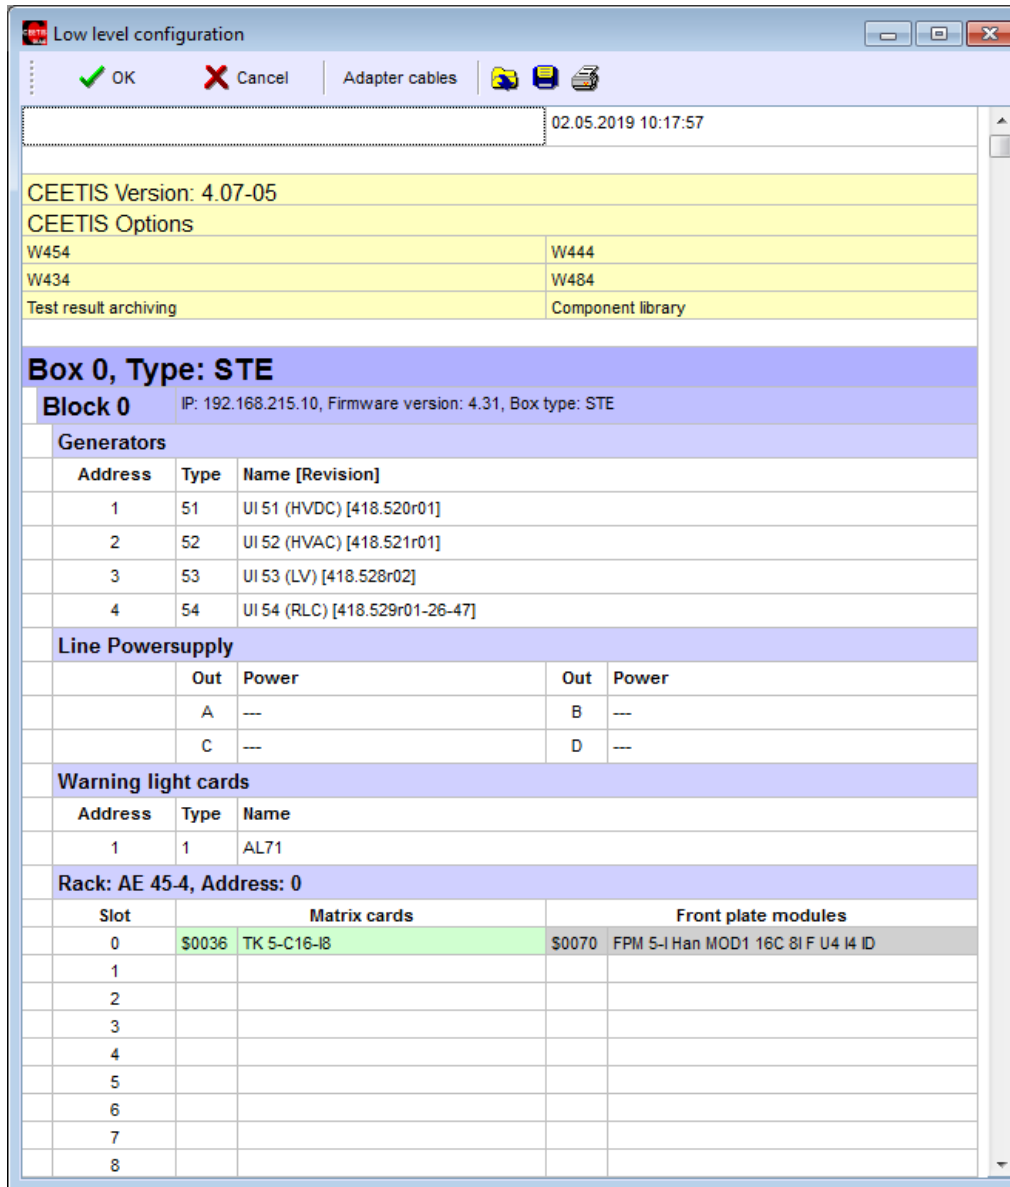 Low level configuration
OK Cancel Adapter cables
02.05.2019 10:17:57
CEETIS Version: 4.07-05
CEETIS Options
W454 W444
W434 W484
Test result archiving Component library
Box 0, Type: STE
Block 0 IP: 192.168.215.10, Firmware version: 4.31, Box type: STE
Generators
Address Type Name [Revision]
1 51 UI 51 (HVDC) [418.520r01]
2 52 UI 52 (HVAC) [418.521r01]
3 53 UI 53 (LV) [418.528r02]
4 54 UI 54 (RLC) [418.529r01-26-47]
Line Powersupply
Out Power Out Power
A --- B ---
C --- D ---
Warning light cards
Address Type Name
1 1 AL71
Rack: AE 45-4, Address: 0
Slot Matrix cards Front plate modules
0 $0036 TK 5-C16-I8 $0070 FPM 5-I Han MOD1 16C 8I F U4 I4 ID
1
2
3
4
5
6
7
8